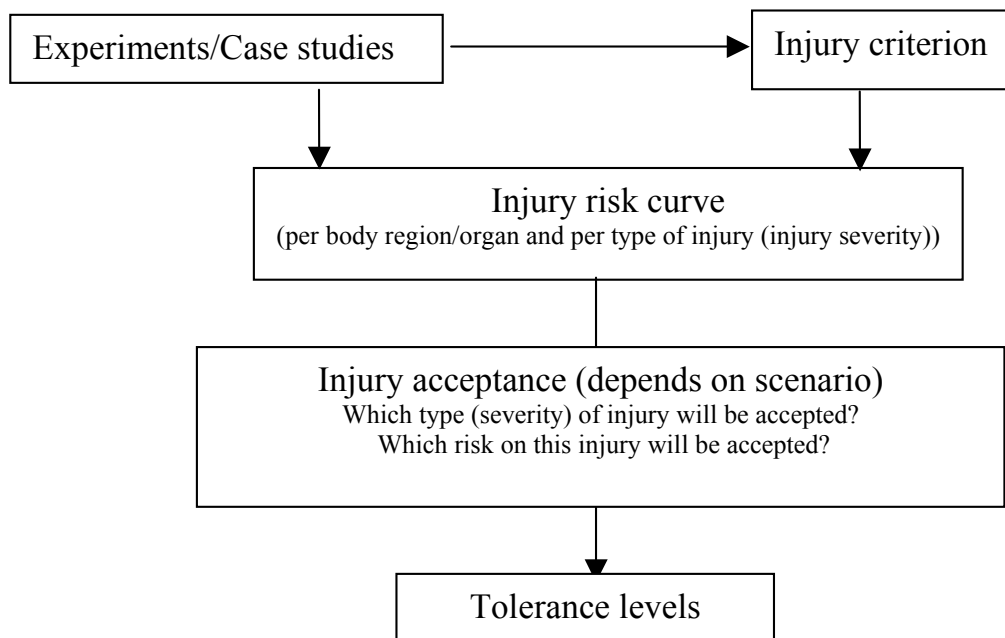 Experiments/Case studies
Injury criterion
Injury risk curve
(per body region/organ and per type of injury (injury severity))
Injury acceptance (depends on scenario)
Which type (severity) of injury will be accepted?
Which risk on this injury will be accepted?
Tolerance levels